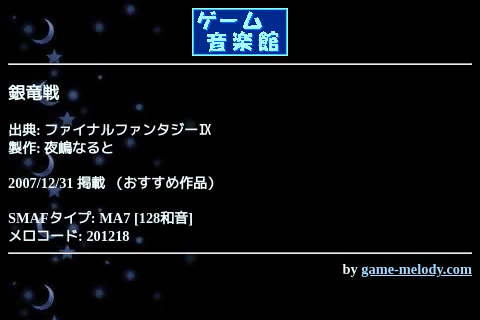 ゲーム
音楽館
銀竜戦
出典: ファイナルファンタジーⅨ
製作: 夜嶋なると
2007/12/31 掲載 （おすすめ作品）
SMAFタイプ: MA7 [128和音]
メロコード: 201218
by game-melody.com